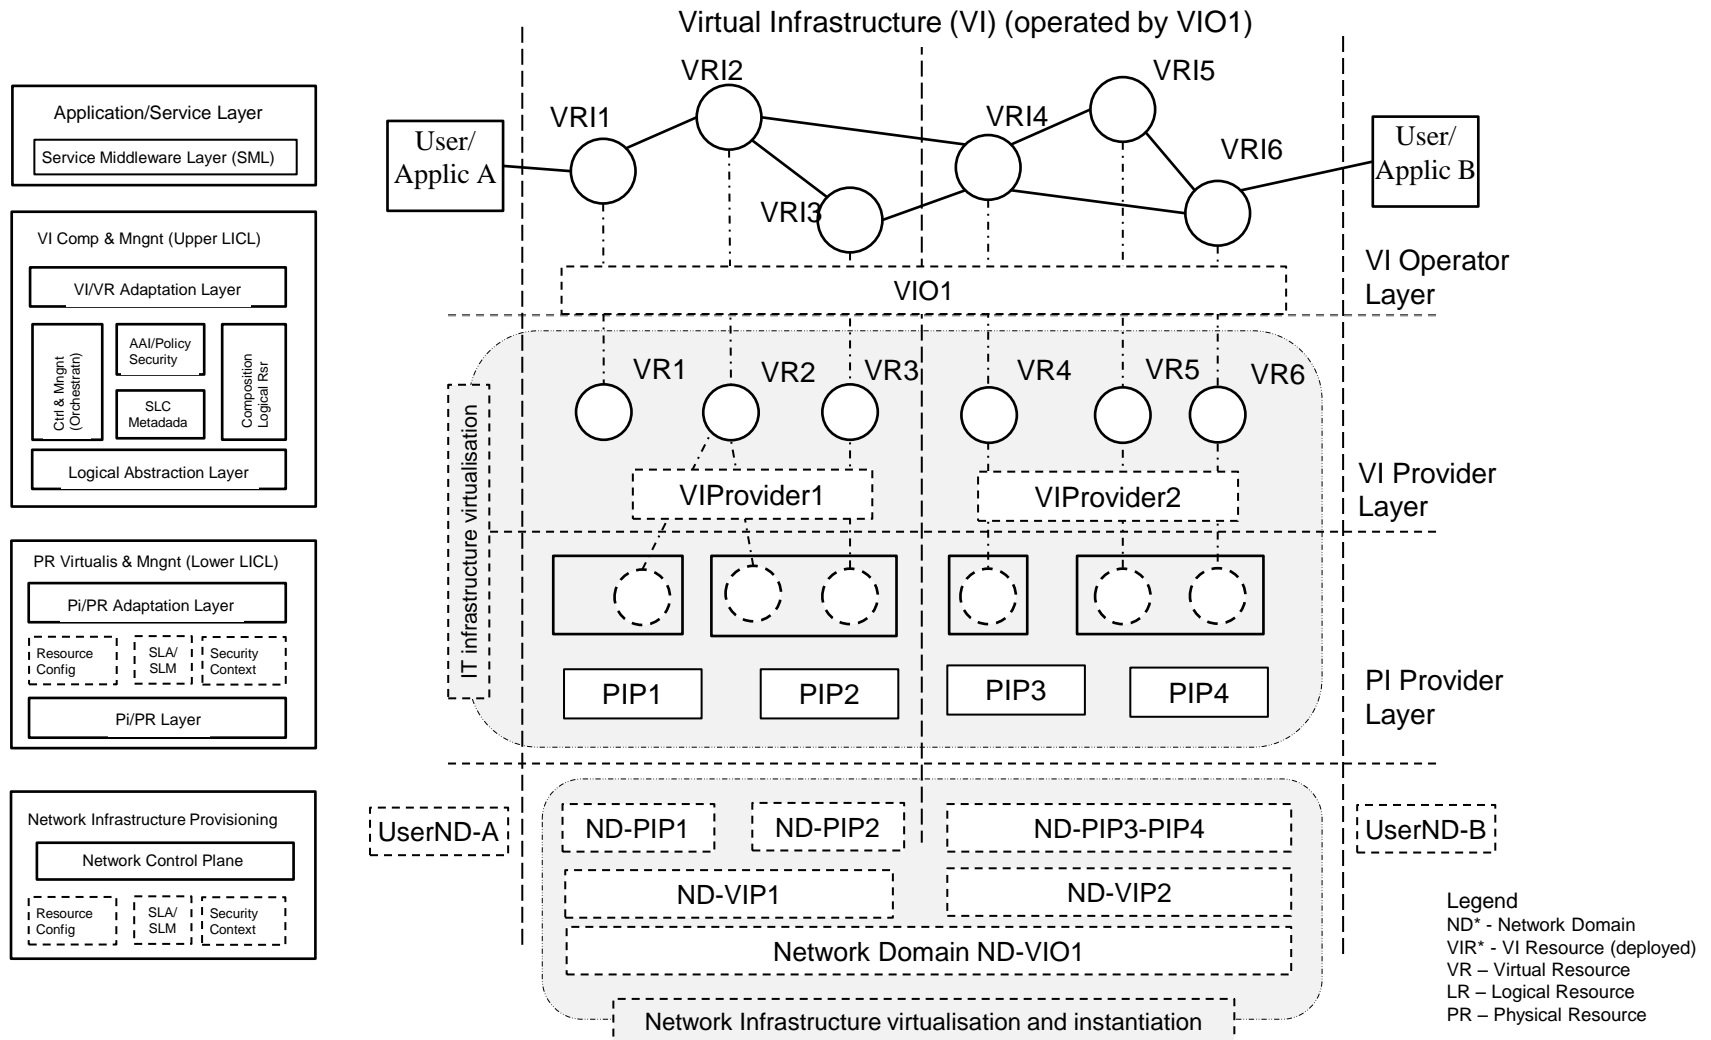 Virtual Infrastructure (VI) (operated by VIO1)
Application/Service Layer
Service Middleware Layer (SML)
VI Comp & Mngnt (Upper LICL)
VI/VR Adaptation Layer
Ctrl & Mngnt
(Orchestratn)
AAI/Policy
Security
SLC
Metadada
Composition
Logical Rsr
Logical Abstraction Layer
PR Virtualis & Mngnt (Lower LICL)
Pi/PR Adaptation Layer
Resource
Config
SLA/
SLM
Security
Context
Pi/PR Layer
Network Infrastructure Provisioning
Network Control Plane
Resource
Config
SLA/
SLM
Security
Context
User/
Applic A
VRI1
VRI2
VRI3
VRI4
VRI5
VRI6
User/
Applic B
VIO1
VI Operator
Layer
IT infrastructure virtualisation
VR1
VR2
VR3
VR4
VR5
VR6
VIProvider1
VIProvider2
VI Provider
Layer
PIP1
PIP2
PIP3
PIP4
PI Provider
Layer
UserND-A
ND-PIP1
ND-PIP2
ND-PIP3-PIP4
UserND-B
ND-VIP1
ND-VIP2
Network Domain ND-VIO1
Network Infrastructure virtualisation and instantiation
Legend
ND* - Network Domain
VIR* - VI Resource (deployed)
VR – Virtual Resource
LR – Logical Resource
PR – Physical Resource